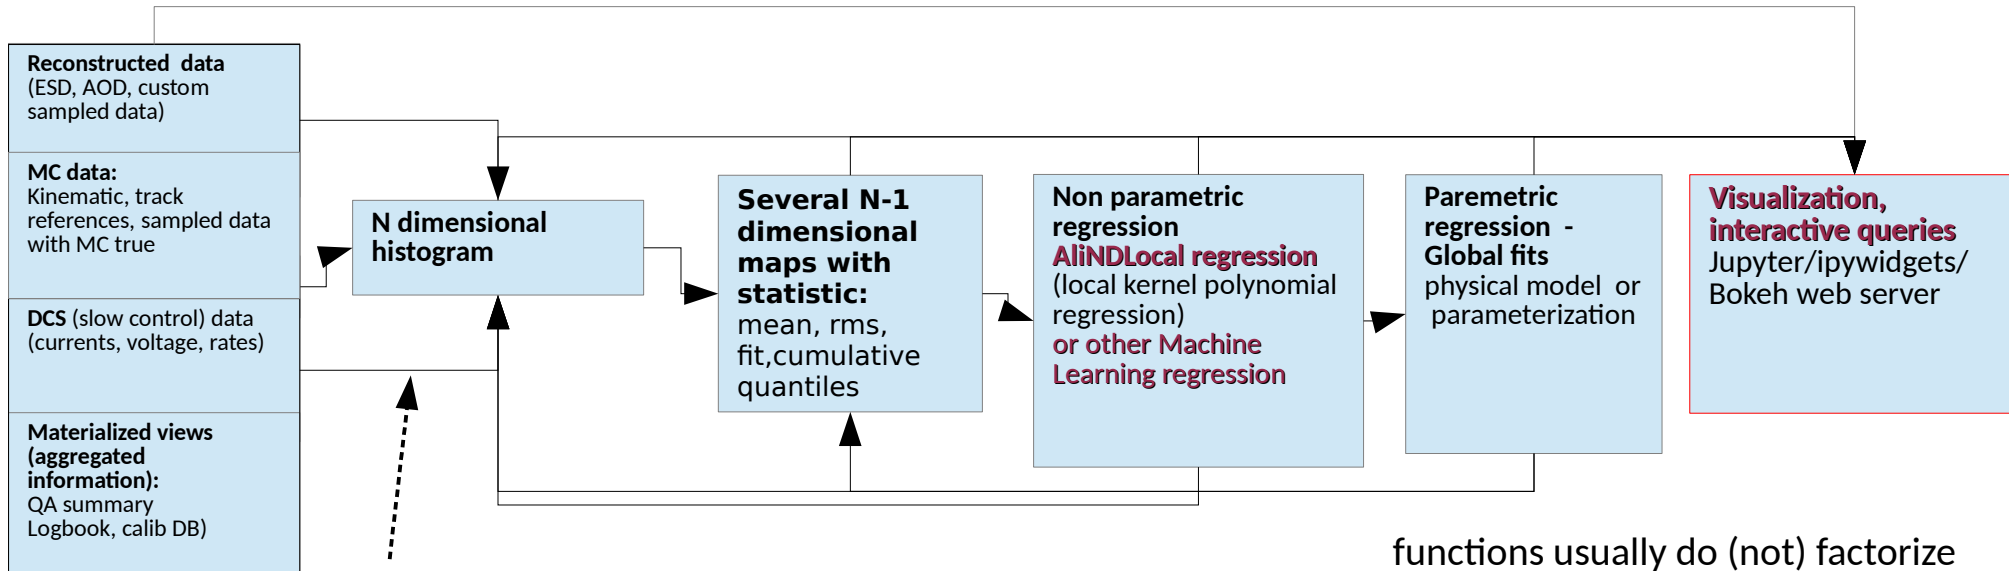 Reconstructed data
(ESD, AOD, custom
sampled data)
MC data:
Kinematic, track
references, sampled data
with MC true
DCS (slow control) data
(currents, voltage, rates)
Materialized views
(aggregated
information):
QA summary
Logbook, calib DB)
N dimensional
histogram
Several N-1
dimensional
maps with
statistic:
mean, rms,
fit,cumulative
quantiles
Non parametric
regression
AliNDLocal regression
(local kernel polynomial
regression)
or other Machine
Learning regression
Paremetric
regression -
Global fits
physical model or
parameterization
Visualization,
interactive queries
Jupyter/ipywidgets/
Bokeh web server
functions usually do (not) factorize